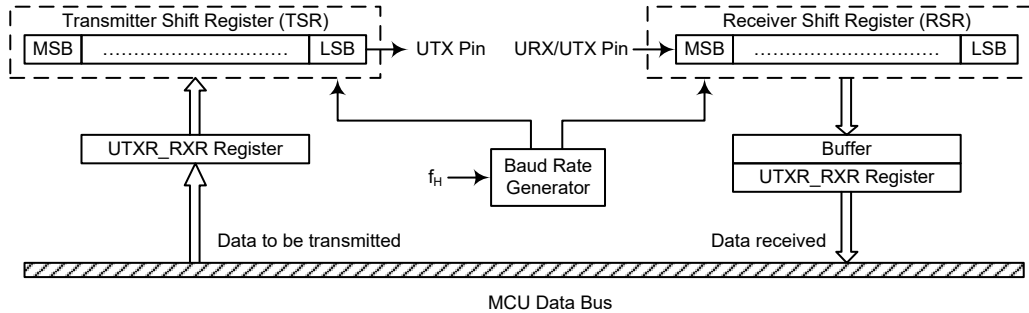 Transmitter Shift Register (TSR)
MSB ................................ LSB
UTX Pin
URX/UTX Pin
Receiver Shift Register (RSR)
MSB ................................ LSB
UTXR_RXR Register
fH
Baud Rate
Generator
Buffer
UTXR_RXR Register
Data to be transmitted
Data received
MCU Data Bus